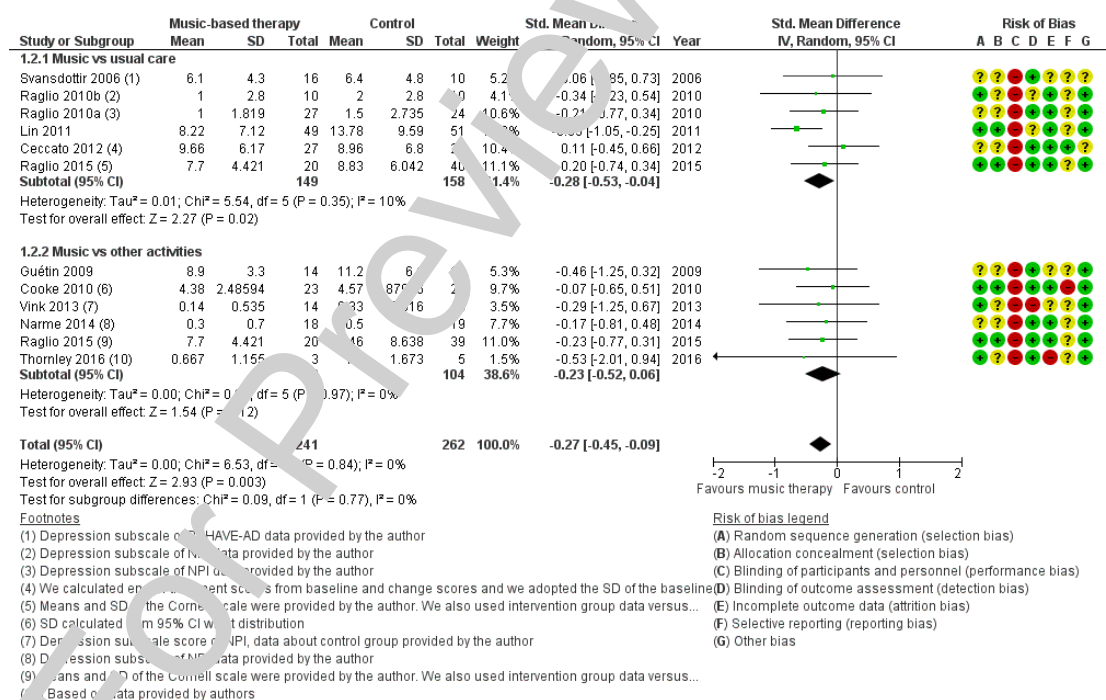 Music-based therapy Control Std. Mean Std. Mean Difference Risk of Bias
Study or Subgroup Mean SD Total Mean SD Total Weight Random, 95% CI Year IV, Random, 95% CI A B C D E F G
1.2.1 Music vs usual care
Svansdottir 2006 (1) 6.1 4.3 16 6.4 4.8 10 0.73] 2006 ? ? - + ? ? ?
Raglio 2010b (2) 1 2.8 10 2 2.8 -0.34 0.54] 2010 + ? - ? + ? +
Raglio 2010a (3) 1 1.819 27 1.5 2.735 24 10.6% 0.34] 2010 + ? - + + ? +
Lin 2011 8.22 7.12 49 13.78 9.59 51 -1.05, -0.25] 2011 + + - ? + ? +
Ceccato 2012 (4) 9.66 6.17 27 8.96 6.8 0.11 [-0.45, 0.66] 2012 ? ? - + + + ?
Raglio 2015 (5) 7.7 4.421 20 8.83 6.042 40 11.1% -0.20 [-0.74, 0.34] 2015 + + - + + ? +
Subtotal (95% CI) 149 158 -0.28 [-0.53, -0.04]
Heterogeneity: Tau² = 0.01; Chi² = 5.54, df = 5 (P = 0.35); I² = 10%
Test for overall effect: Z = 2.27 (P = 0.02)
1.2.2 Music vs other activities
Guétin 2009 8.9 3.3 14 11.2 5.3% -0.46 [-1.25, 0.32] 2009 ? ? - + ? ? +
Cooke 2010 (6) 4.38 2.48594 23 4.57 9.7% -0.07 [-0.65, 0.51] 2010 + + - + + - +
Vink 2013 (7) 0.14 0.535 14 3.5% -0.29 [-1.25, 0.67] 2013 + + - - ? ? +
Narme 2014 (8) 0.3 0.7 18 19 7.7% -0.17 [-0.81, 0.48] 2014 ? ? - + ? ? +
Raglio 2015 (9) 7.7 4.421 20 8.638 39 11.0% -0.23 [-0.77, 0.31] 2015 + + - + + ? +
Thornley 2016 (10) 0.667 1.155 3 1.673 5 1.5% -0.53 [-2.01, 0.94] 2016 + ? - + - ? +
Subtotal (95% CI) 104 38.6% -0.23 [-0.52, 0.06]
Heterogeneity: Tau² = 0.00; Chi² = df = 5 (P = I² = 0%
Test for overall effect: Z = 1.54 (P =
Total (95% CI) 241 262 100.0% -0.27 [-0.45, -0.09]
Heterogeneity: Tau² = 0.00; Chi² = 6.53, df = (P = 0.84); I² = 0%
Test for overall effect: Z = 2.93 (P = 0.003)
Test for subgroup differences: Chi² = 0.09, df = 1 (P = 0.77), I² = 0%
-2 -1 0 1 2
Favours music therapy Favours control
Footnotes
(1) Depression subscale data provided by the author
(2) Depression subscale of data provided by the author
(3) Depression subscale of NPI provided by the author
(4) We calculated from baseline and change scores and we adopted the SD of the baseline
(5) Means and SD the Cornell scale were provided by the author. We also used intervention group data versus...
(6) SD calculated 95% CI distribution
(7) score NPI, data about control group provided by the author
(8) data provided by the author
(9) of the Cornell scale were provided by the author. We also used intervention group data versus...
Based data provided by authors
Risk of bias legend
(A) Random sequence generation (selection bias)
(B) Allocation concealment (selection bias)
(C) Blinding of participants and personnel (performance bias)
(D) Blinding of outcome assessment (detection bias)
(E) Incomplete outcome data (attrition bias)
(F) Selective reporting (reporting bias)
(G) Other bias
For Preview